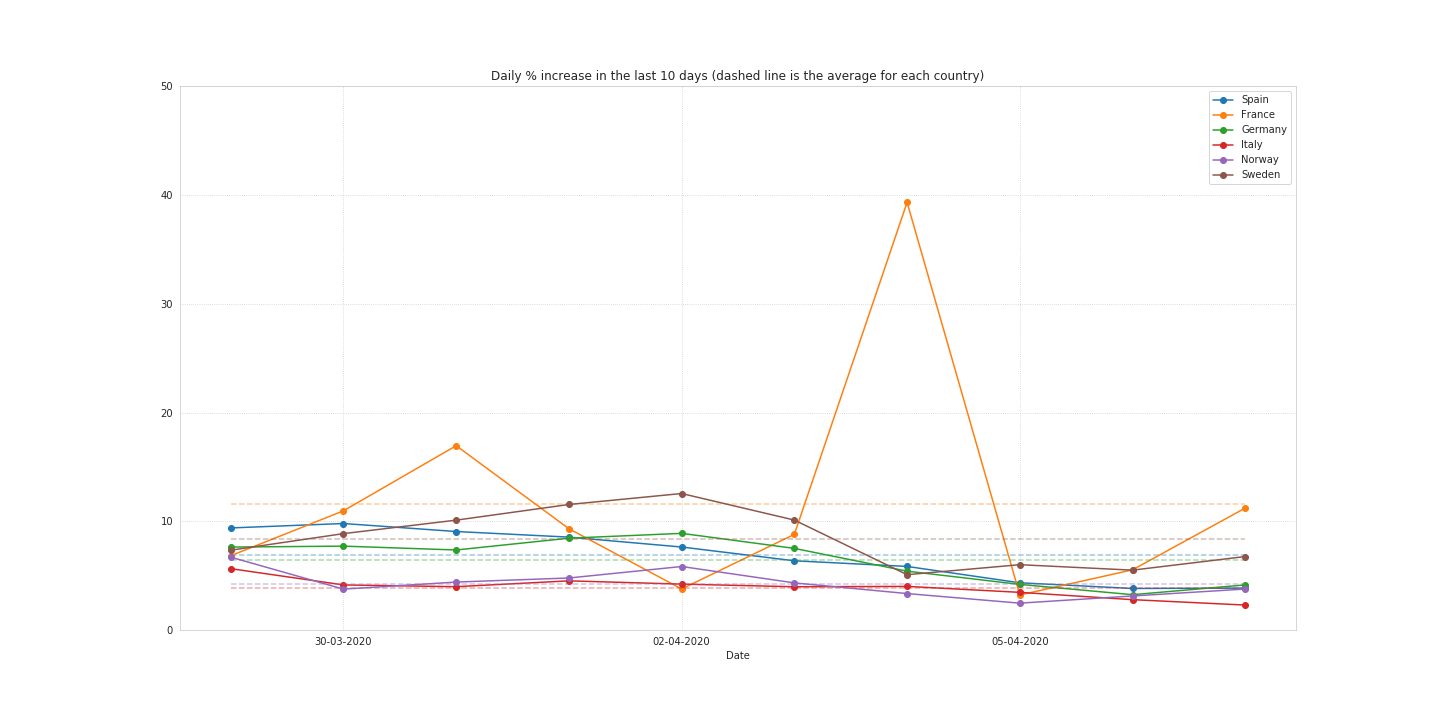 Daily % increase in the last 10 days (dashed line is the average for each country)
50
40
30
20
10
0
Spain
France
Germany
Italy
Norway
Sweden
30-03-2020
02-04-2020
05-04-2020
Date